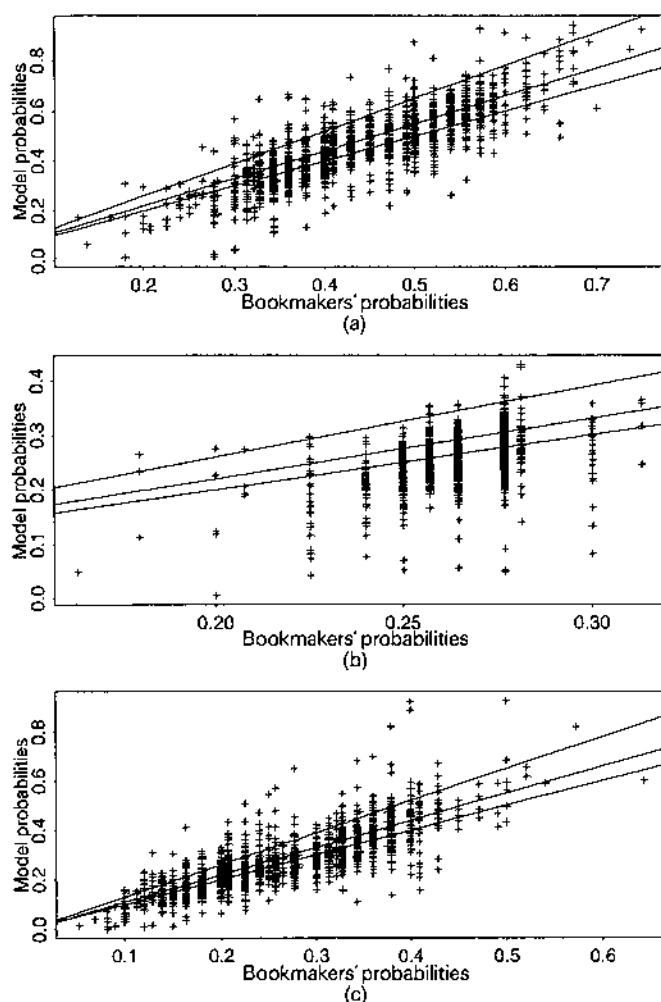 Model probabilities
0.0 0.2 0.4 0.6 0.8
0.2 0.3 0.4 0.5 0.6 0.7
Bookmakers' probabilities
(a)
Model probabilities
0.0 0.1 0.2 0.3 0.4
0.20 0.25 0.30
Bookmakers' probabilities
(b)
Model probabilities
0.0 0.2 0.4 0.6 0.8
0.1 0.2 0.3 0.4 0.5 0.6
Bookmakers' probabilities
(c)